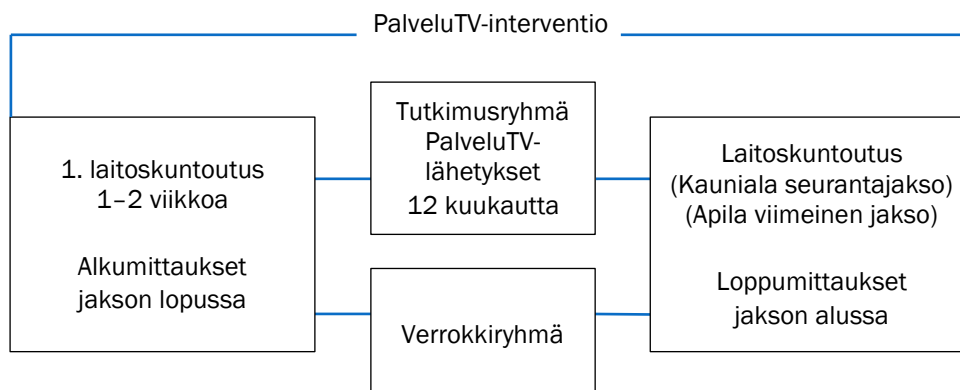 PalveluTV-interventio
1. laitoskuntoutus
1–2 viikkoa
Alkumittaukset
jakson lopussa
Tutkimusryhmä
PalveluTV-
lähetykset
12 kuukautta
Verrokkiryhmä
Laitoskuntoutus
(Kauniala seurantajakso)
(Apila viimeinen jakso)
Loppumittaukset
jakson alussa